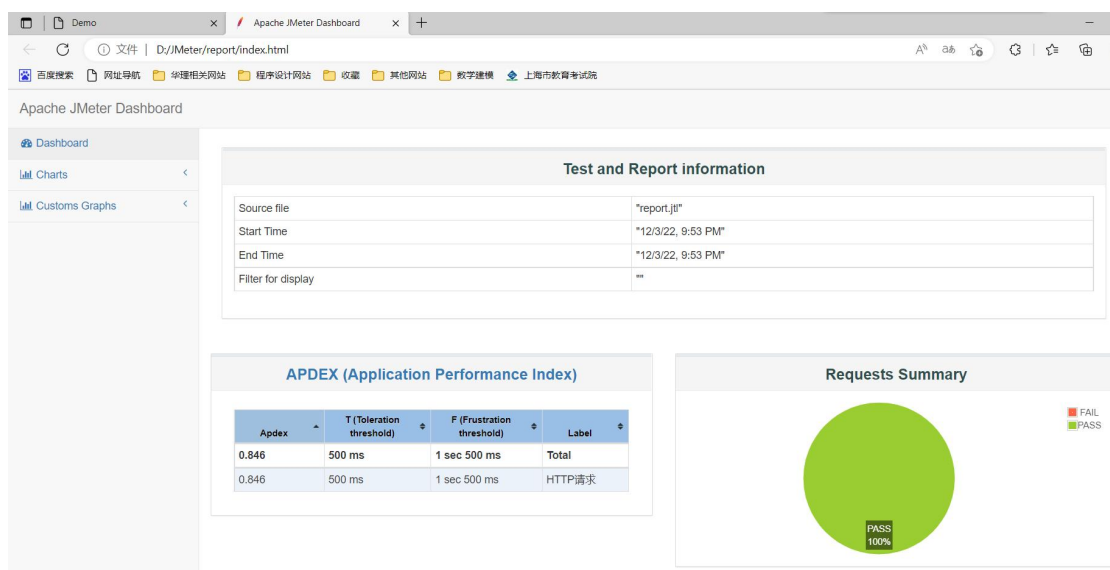 Demo
Apache JMeter Dashboard
文件 | D:/JMeter/report/index.html
百度搜索 网址导航 华理相关网站 程序设计网站 收藏 其他网站 数学建模 上海市教育考试院
Apache JMeter Dashboard
Dashboard
Charts
Customs Graphs
Test and Report information
Source file "report.jtl"
Start Time "12/3/22, 9:53 PM"
End Time "12/3/22, 9:53 PM"
Filter for display ""
APDEX (Application Performance Index)
Apdex T (Toleration threshold) F (Frustration threshold) Label
0.846 500 ms 1 sec 500 ms Total
0.846 500 ms 1 sec 500 ms HTTP请求
Requests Summary
FAIL
PASS
PASS
100%